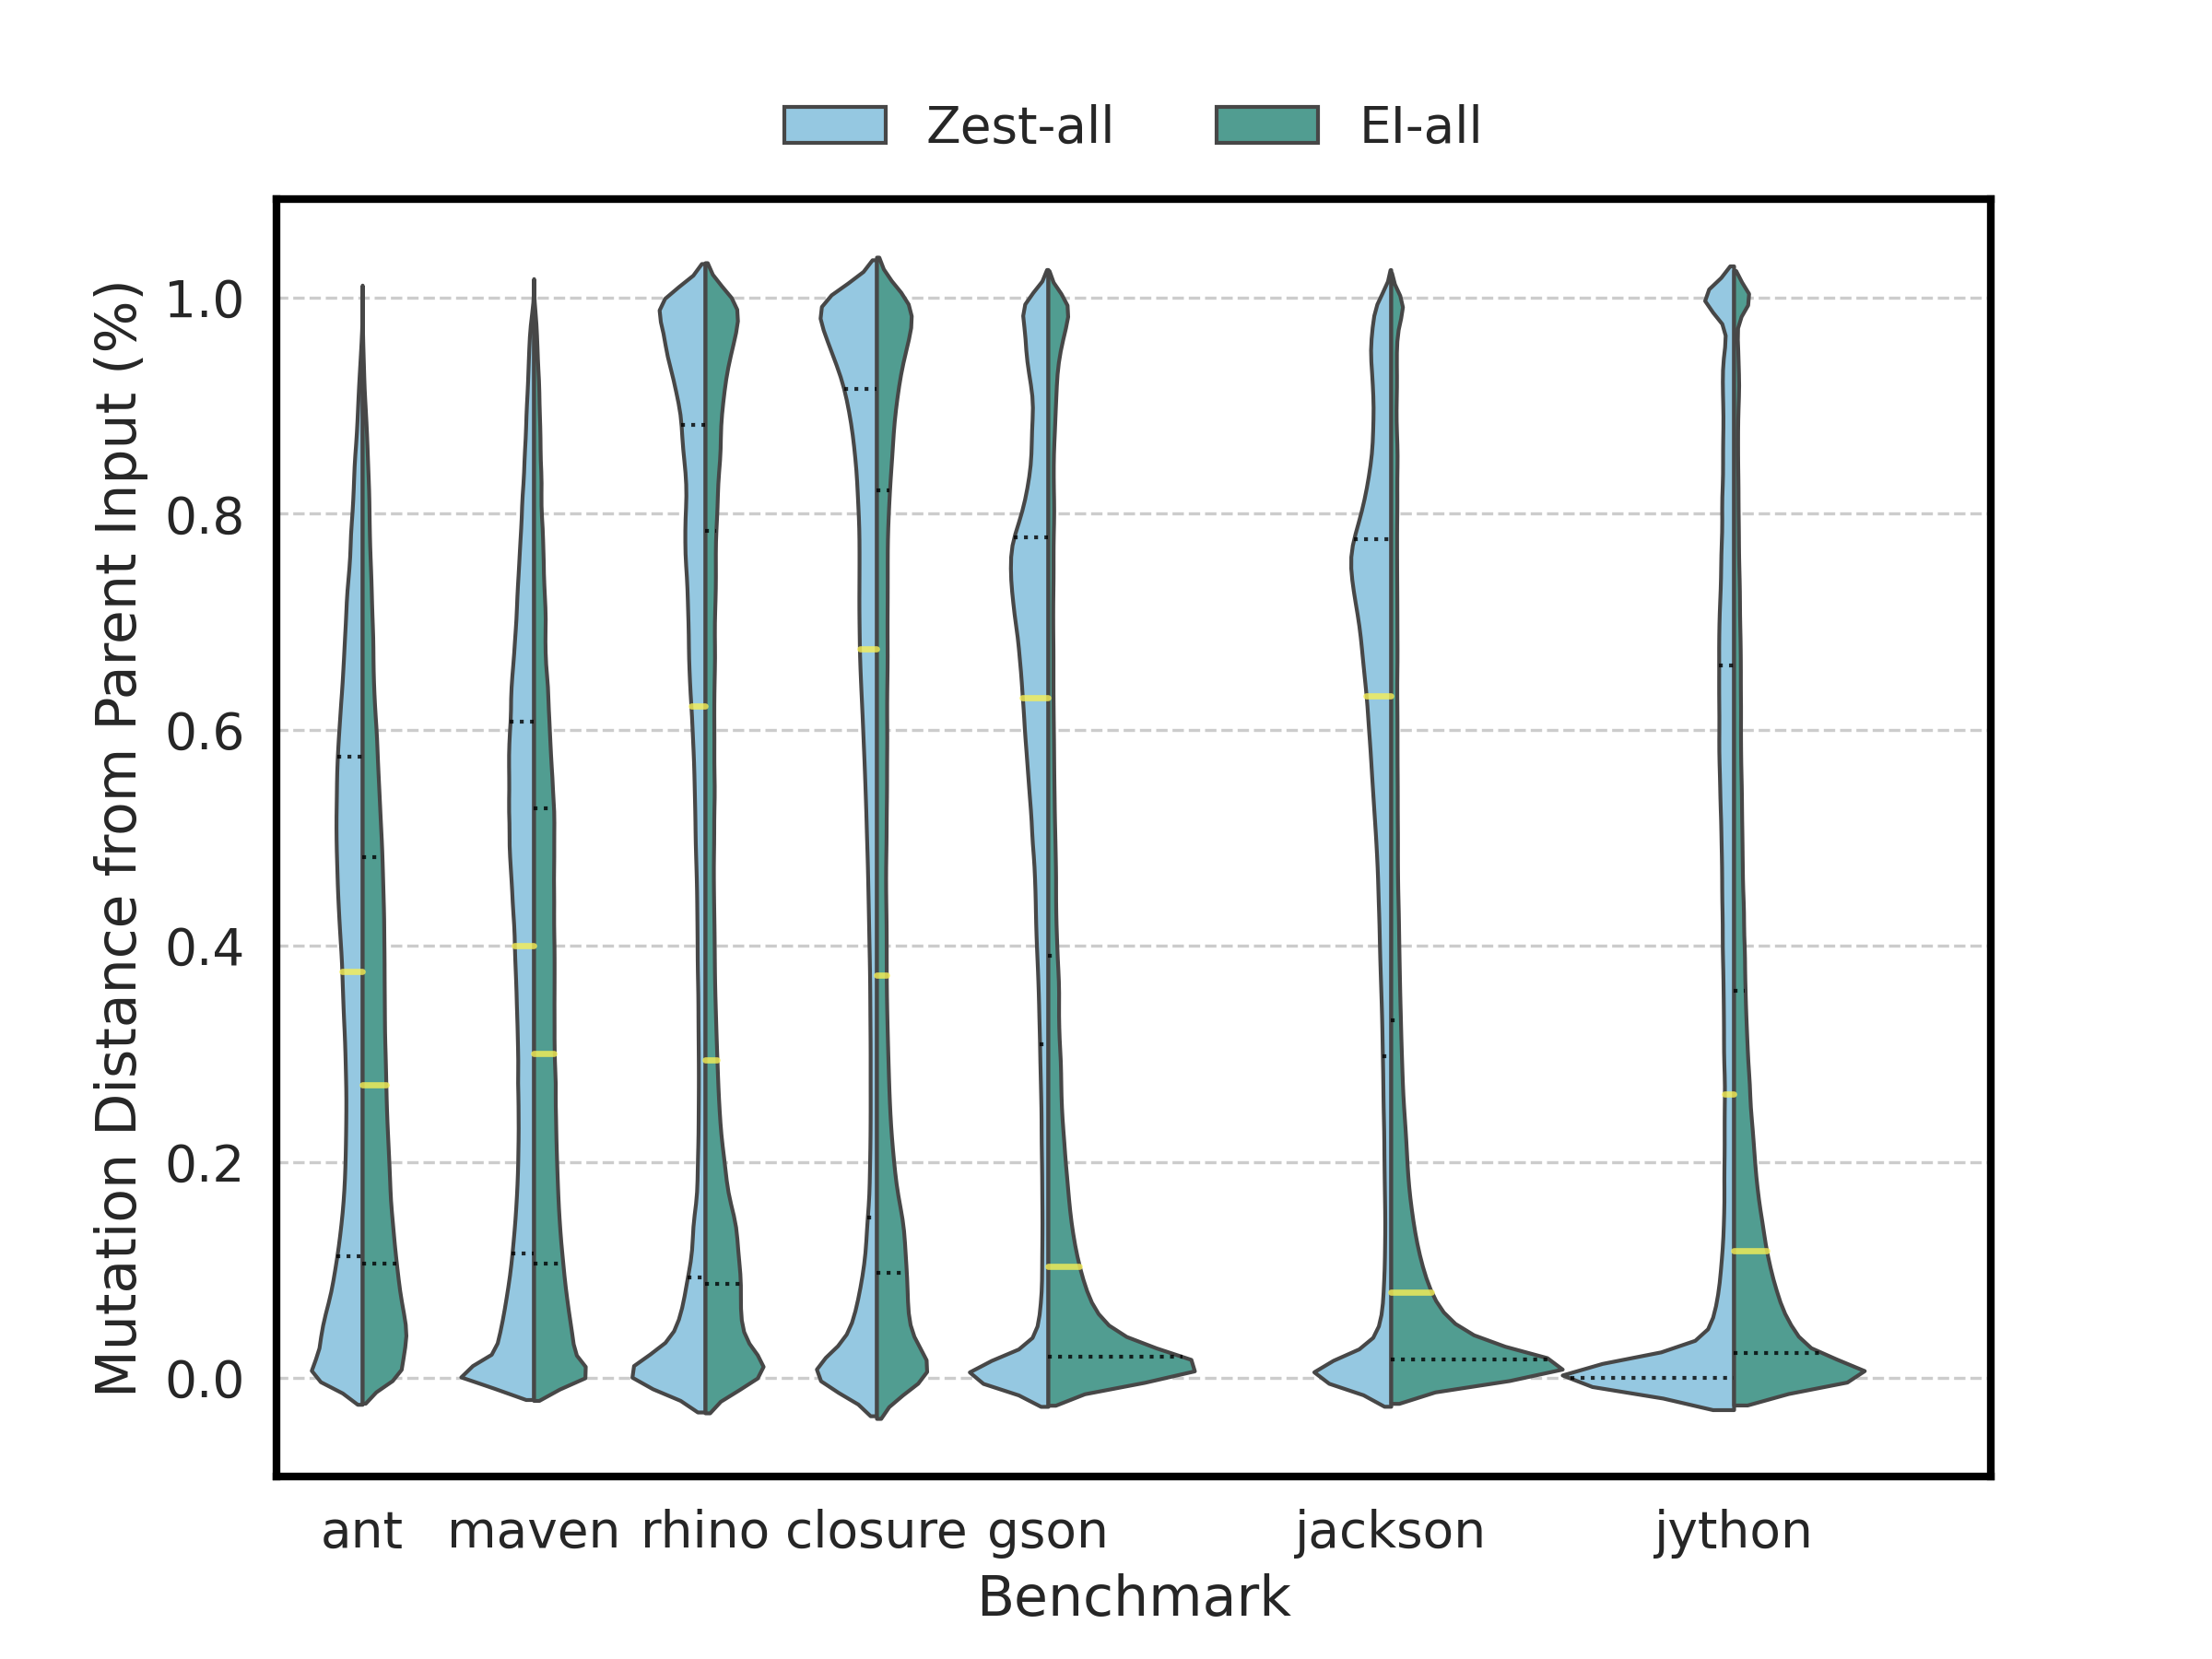 Zest-all EI-all
Mutation Distance from Parent Input (%)
1.0
0.8
0.6
0.4
0.2
0.0
ant maven rhino closure gson jackson jython
Benchmark